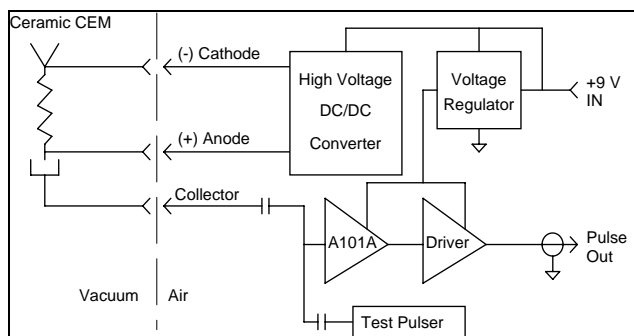 Ceramic CEM
(-) Cathode
High Voltage
DC/DC
Converter
Voltage
Regulator
+9 V
IN
(+) Anode
Collector
A101A
Driver
Pulse
Out
Vacuum
Air
Test Pulser